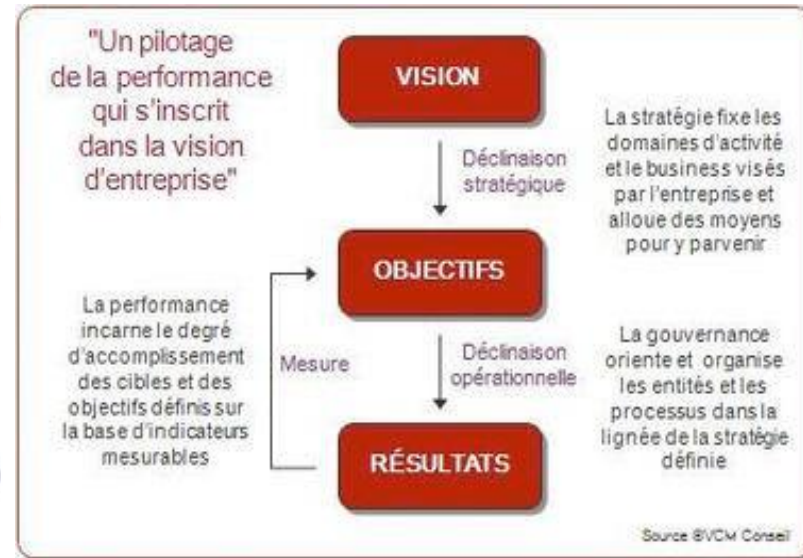 "Un pilotage
de la performance
qui s'inscrit
dans la vision
d'entreprise"
VISION
La stratégie fixe les
domaines d'activité
et le business visés
par l'entreprise et
alloue des moyens
pour y parvenir
Déclinaison
stratégique
OBJECTIFS
La performance
incarne le degré
d'accomplissement
des cibles et des
objectifs définis sur
la base d'indicateurs
mesurables
Mesure
Déclinaison
opérationnelle
La gouvernance
oriente et organise
les entités et les
processus dans la
lignée de la stratégie
définie
RÉSULTATS
Source ©VCM Conseil